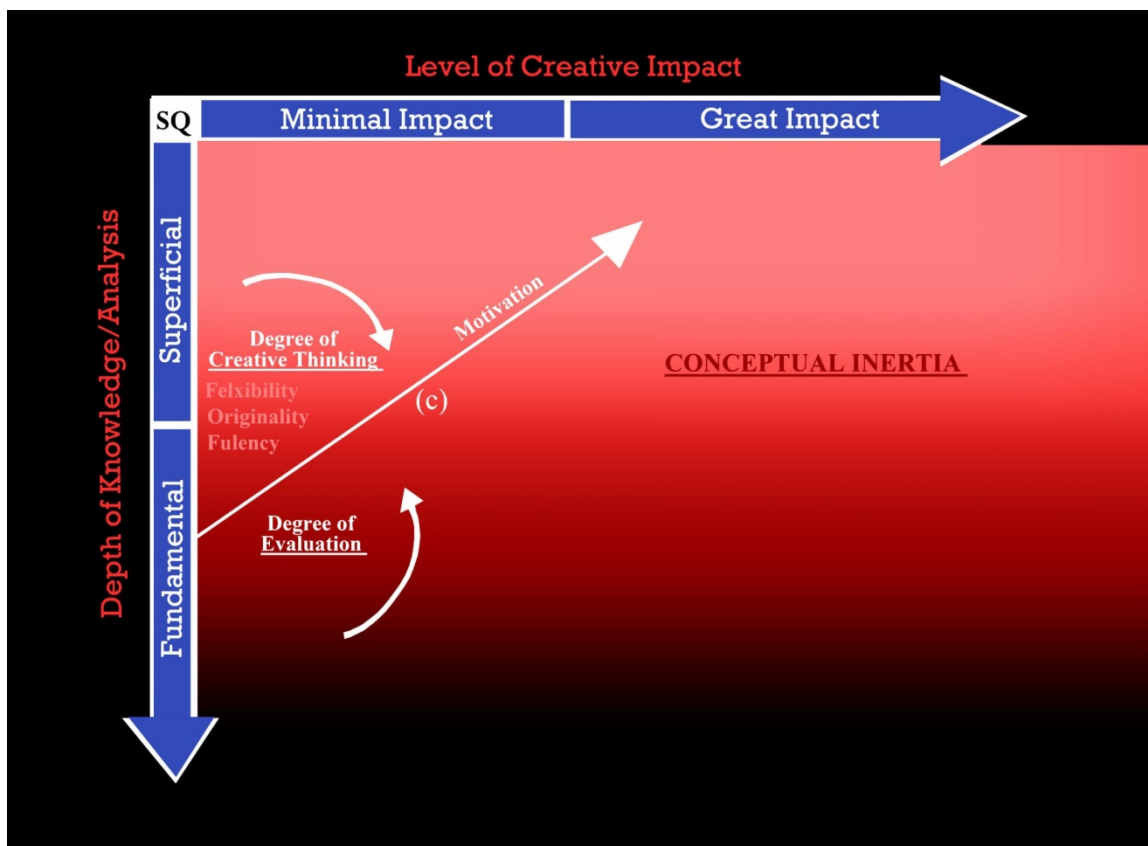 Level of Creative Impact
SQ
Minimal Impact
Great Impact
Depth of Knowledge/Analysis
Superficial
Fundamental
Degree of
Creative Thinking
Felxibility
Originality
Fulency
Motivation
(c)
CONCEPTUAL INERTIA
Degree of
Evaluation